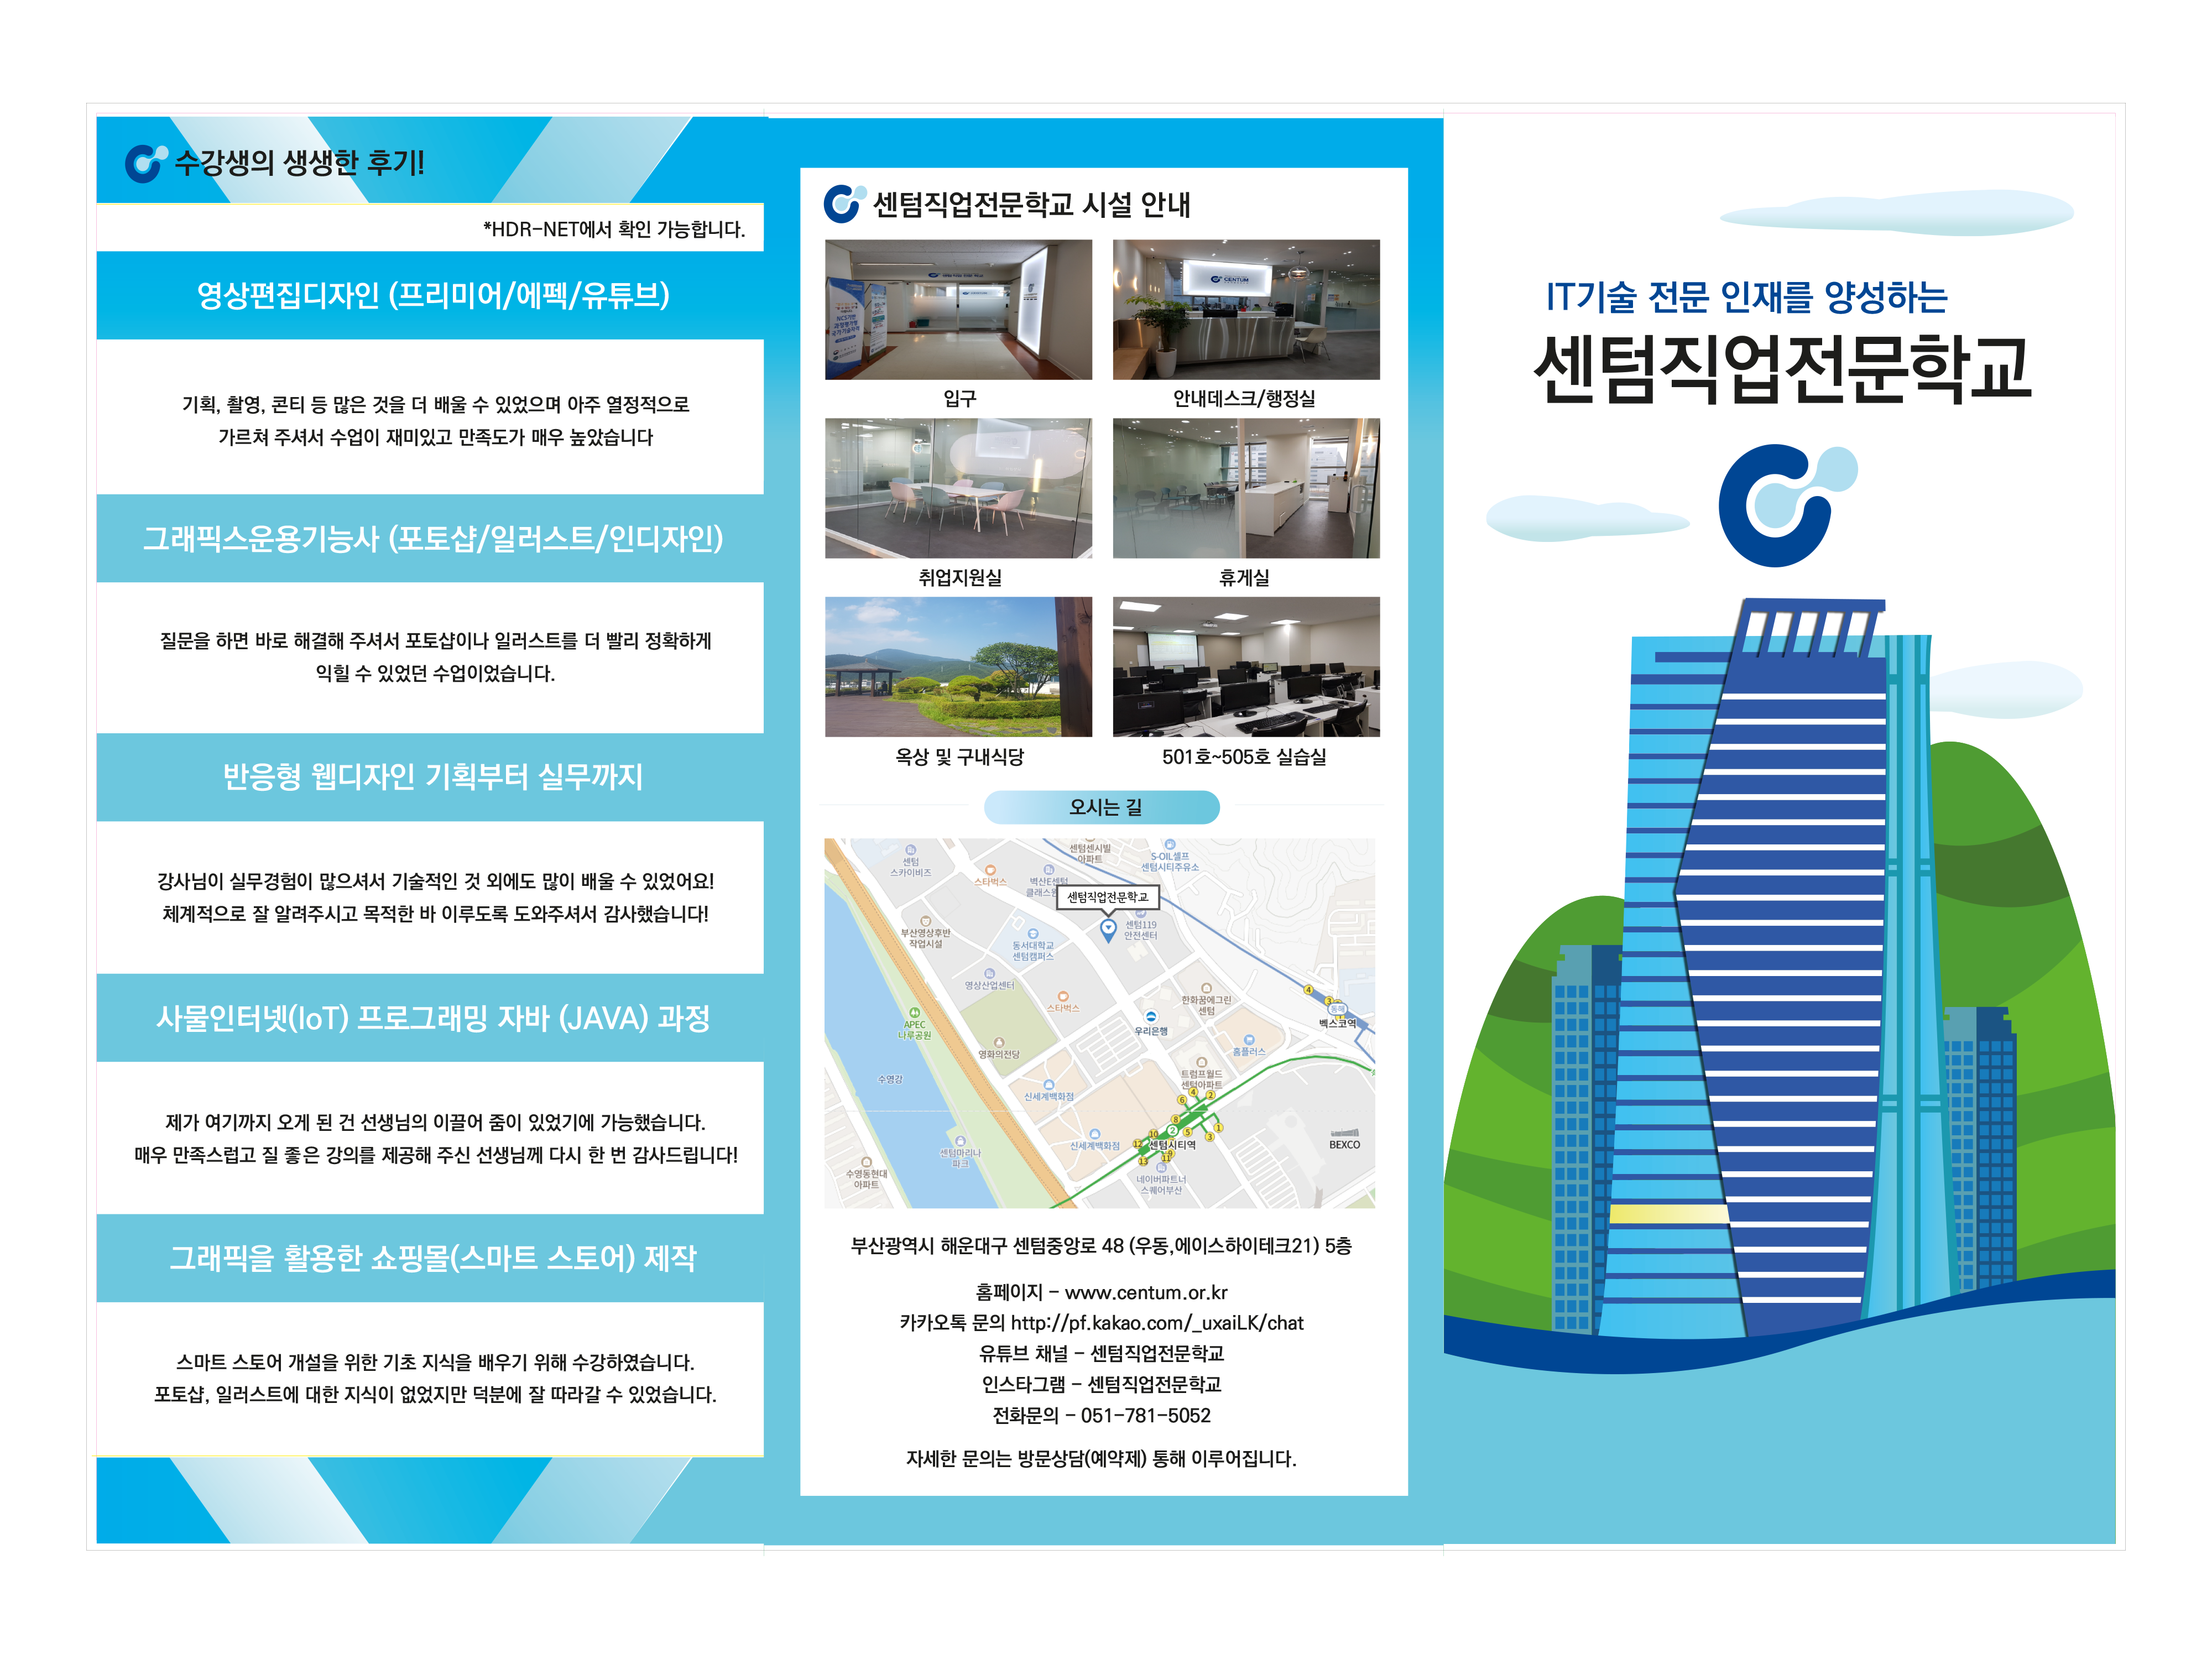 수강생의 생생한 후기!
*HDR-NET에서 확인 가능합니다.
영상편집디자인 (프리미어/에펙/유튜브)
기획, 촬영, 콘티 등 많은 것을 더 배울 수 있었으며 아주 열정적으로
가르쳐 주셔서 수업이 재미있고 만족도가 매우 높았습니다
그래픽스운용기능사 (포토샵/일러스트/인디자인)
질문을 하면 바로 해결해 주셔서 포토샵이나 일러스트를 더 빨리 정확하게
익힐 수 있었던 수업이었습니다.
반응형 웹디자인 기획부터 실무까지
강사님이 실무경험이 많으셔서 기술적인 것 외에도 많이 배울 수 있었어요!
체계적으로 잘 알려주시고 목적한 바 이루도록 도와주셔서 감사했습니다!
사물인터넷(IoT) 프로그래밍 자바 (JAVA) 과정
제가 여기까지 오게 된 건 선생님의 이끌어 줌이 있었기에 가능했습니다.
매우 만족스럽고 질 좋은 강의를 제공해 주신 선생님께 다시 한 번 감사드립니다!
그래픽을 활용한 쇼핑몰(스마트 스토어) 제작
스마트 스토어 개설을 위한 기초 지식을 배우기 위해 수강하였습니다.
포토샵, 일러스트에 대한 지식이 없었지만 덕분에 잘 따라갈 수 있었습니다.
센텀직업전문학교 시설 안내
CENTUM
입구
안내데스크/행정실
취업지원실
휴게실
옥상 및 구내식당
501호~505호 실습실
오시는 길
센텀
스카이비즈
스타벅스
센텀센시빌
아파트
S-OIL셀프
센텀시티주유소
벽산E센텀
센텀직업전문학교
센텀119
안전센터
부산영상후반
작업시설
동서대학교
센텀캠퍼스
영상산업센터
스타벅스
한화꿈에그린
센텀
4
3
동해
벡스코역
APEC
나루공원
우리은행
영화의전당
홈플러스
수영강
트럼프월드
센텀아파트
신세계백화점
6
4
2
8
1
신세계백화점
12
10
2
5
3
센텀시티역
13
11
9
BEXCO
센텀마리나
파크
수영동현대
아파트
네이버파트너
스퀘어부산
부산광역시 해운대구 센텀중앙로 48 (우동,에이스하이테크21) 5층
홈페이지 - www.centum.or.kr
카카오톡 문의 http://pf.kakao.com/_uxaiLK/chat
유튜브 채널 - 센텀직업전문학교
인스타그램 - 센텀직업전문학교
전화문의 - 051-781-5052
자세한 문의는 방문상담(예약제) 통해 이루어집니다.
IT기술 전문 인재를 양성하는
센텀직업전문학교